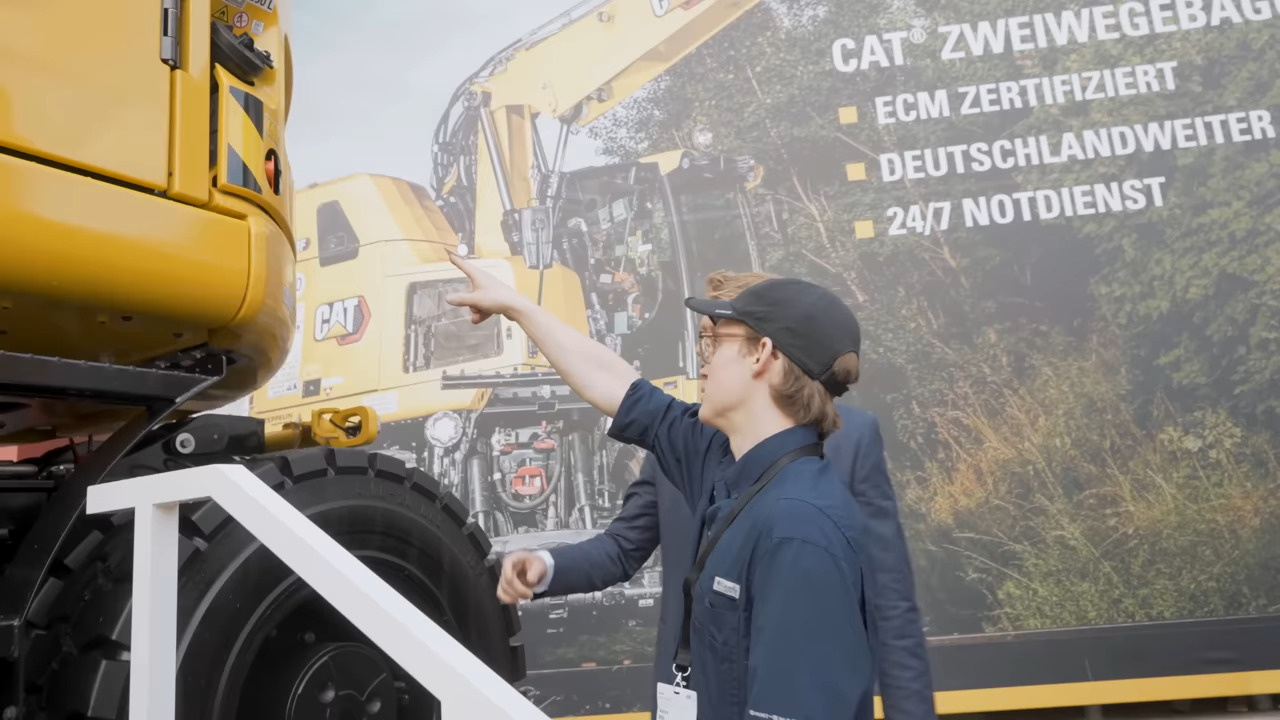 CAT® ZWEIWEGEBAG
ECM ZERTIFIZIERT
DEUTSCHLANDWEITER
24/7 NOTDIENST
CAT